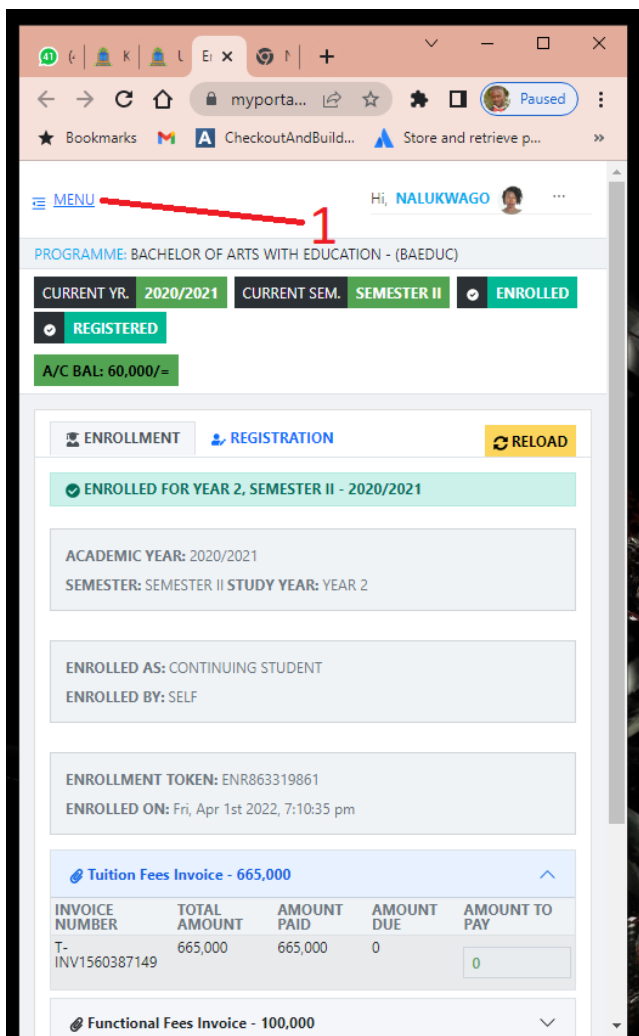 41 (4 K U E N
myporta... Paused
Bookmarks CheckoutAndBuild... Store and retrieve p... »
MENU Hi, NALUKWAGO ...
1
PROGRAMME: BACHELOR OF ARTS WITH EDUCATION - (BAEDUC)
CURRENT YR. 2020/2021 CURRENT SEM. SEMESTER II ENROLLED
REGISTERED
A/C BAL: 60,000/=
ENROLLMENT REGISTRATION RELOAD
ENROLLED FOR YEAR 2, SEMESTER II - 2020/2021
ACADEMIC YEAR: 2020/2021
SEMESTER: SEMESTER II STUDY YEAR: YEAR 2
ENROLLED AS: CONTINUING STUDENT
ENROLLED BY: SELF
ENROLLMENT TOKEN: ENR863319861
ENROLLED ON: Fri, Apr 1st 2022, 7:10:35 pm
Tuition Fees Invoice - 665,000
INVOICE NUMBER TOTAL AMOUNT AMOUNT PAID AMOUNT DUE AMOUNT TO PAY
T-INV1560387149 665,000 665,000 0 0
Functional Fees Invoice - 100,000